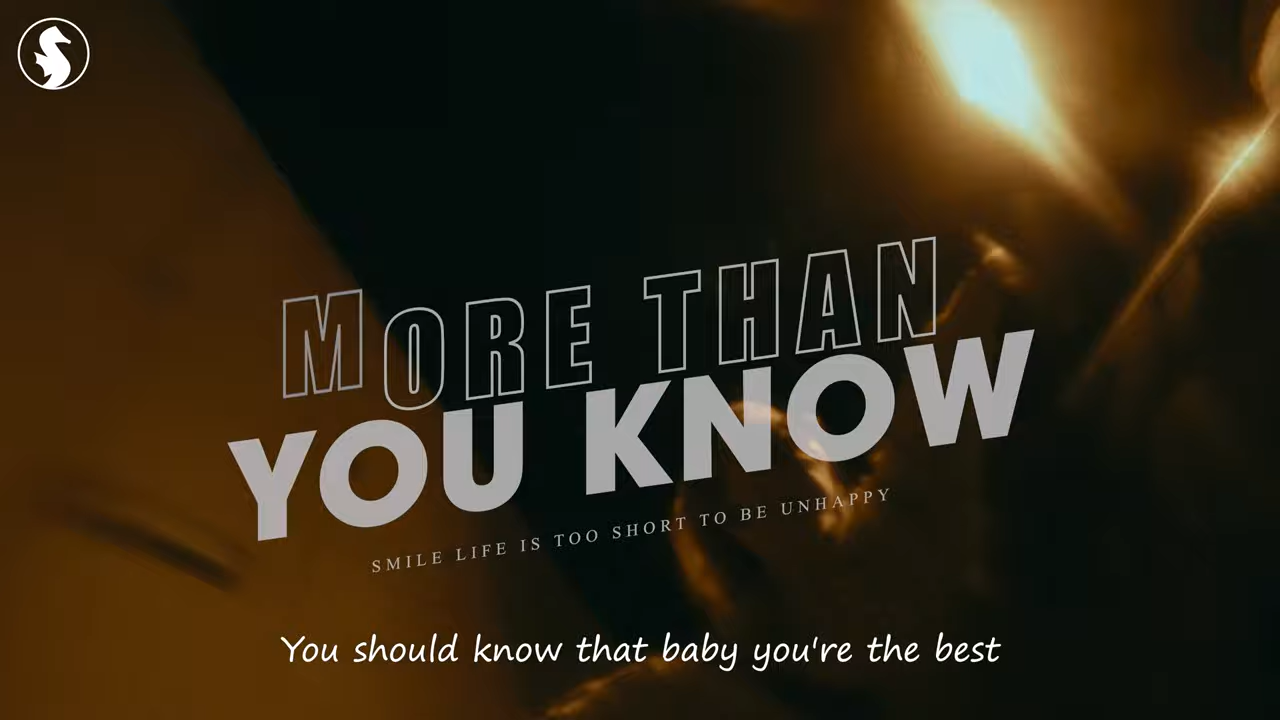 MORE THAN
YOU KNOW
SMILE LIFE IS TOO SHORT TO BE UNHAPPY
You should know that baby you're the best